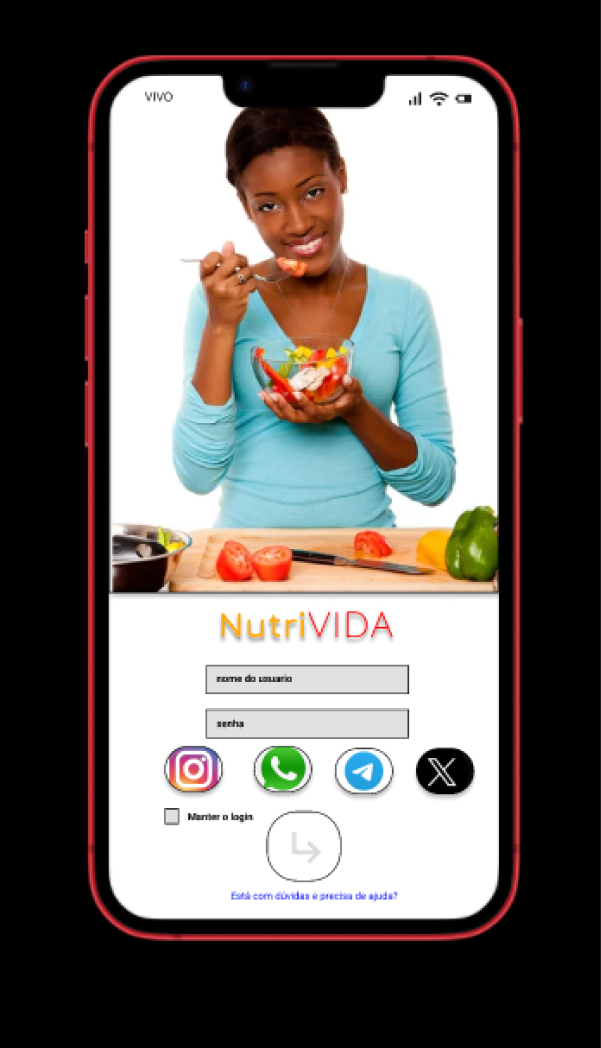 VIVO
NutriVIDA
nome do usuario
senha
Manter o login
Está com dúvidas e precisa de ajuda?